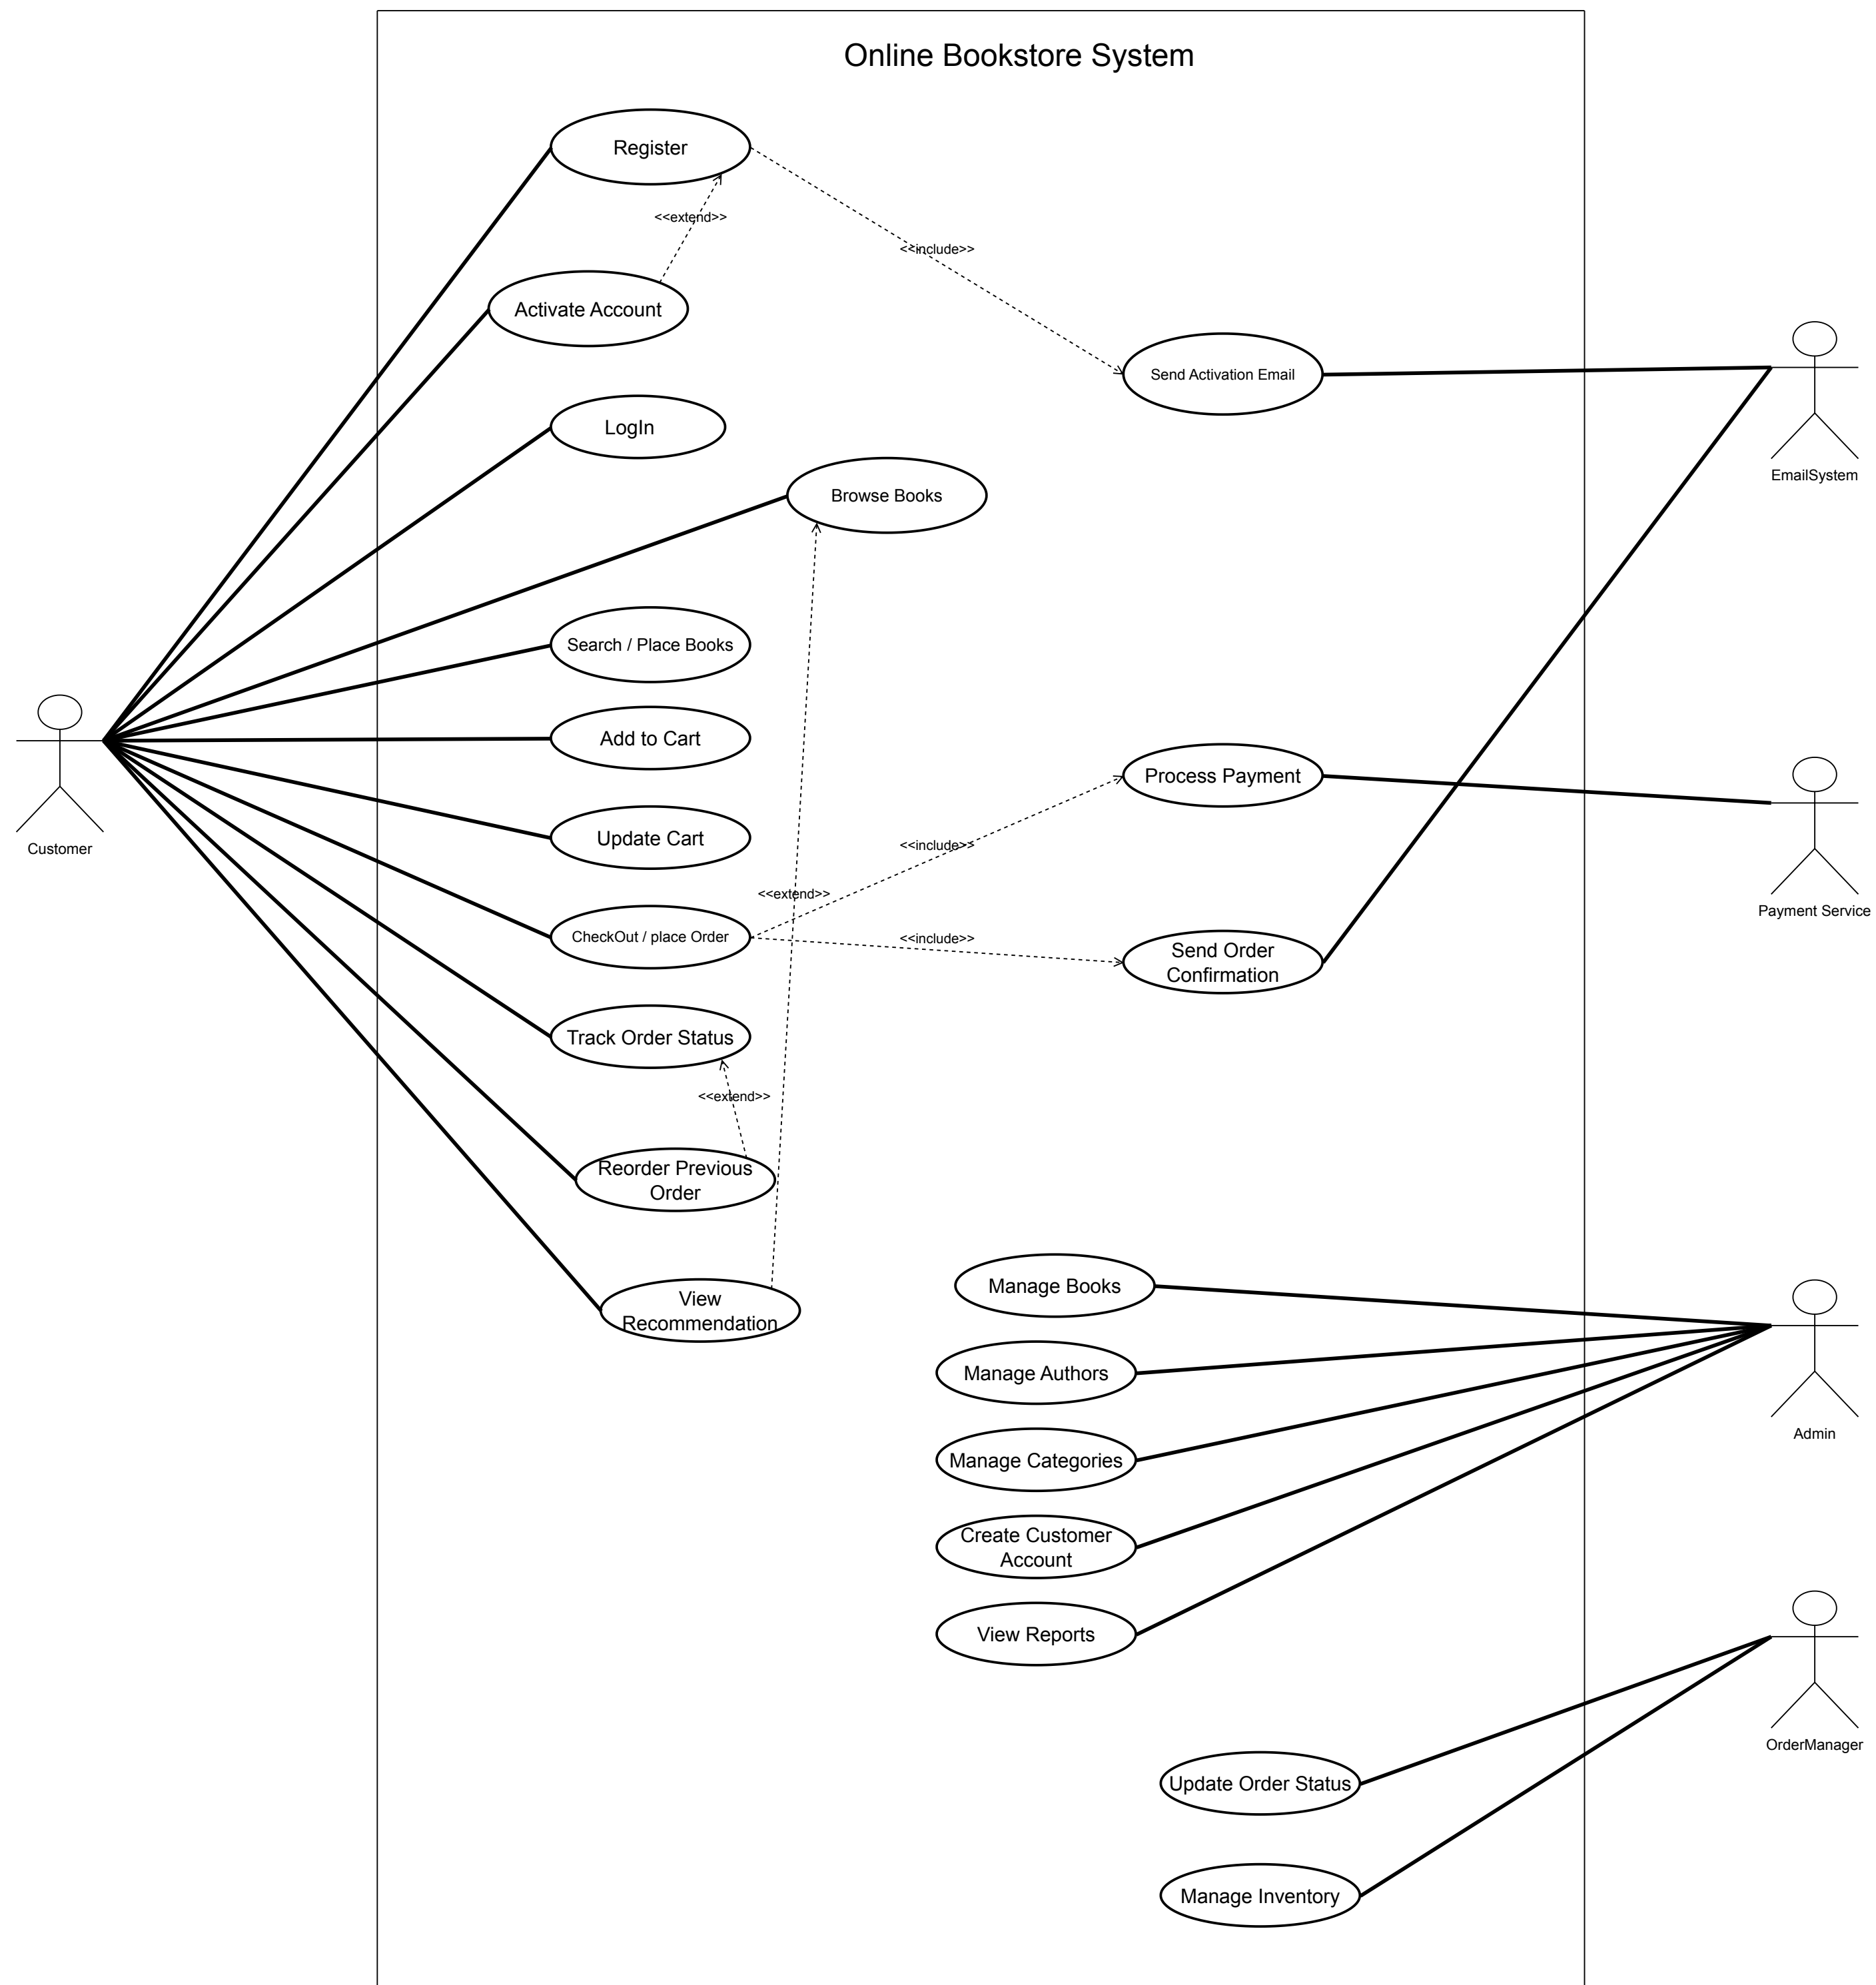 Online Bookstore System
Register
<<extend>>
<<include>>
Activate Account
Send Activation Email
LogIn
EmailSystem
Browse Books
Search / Place Books
Add to Cart
Process Payment
Update Cart
Customer
<<include>>
<<extend>>
Payment Service
CheckOut / place Order
<<include>>
Send Order
Confirmation
Track Order Status
<<extend>>
Reorder Previous
Order
View
Recommendation
Manage Books
Manage Authors
Admin
Manage Categories
Create Customer
Account
View Reports
OrderManager
Update Order Status
Manage Inventory